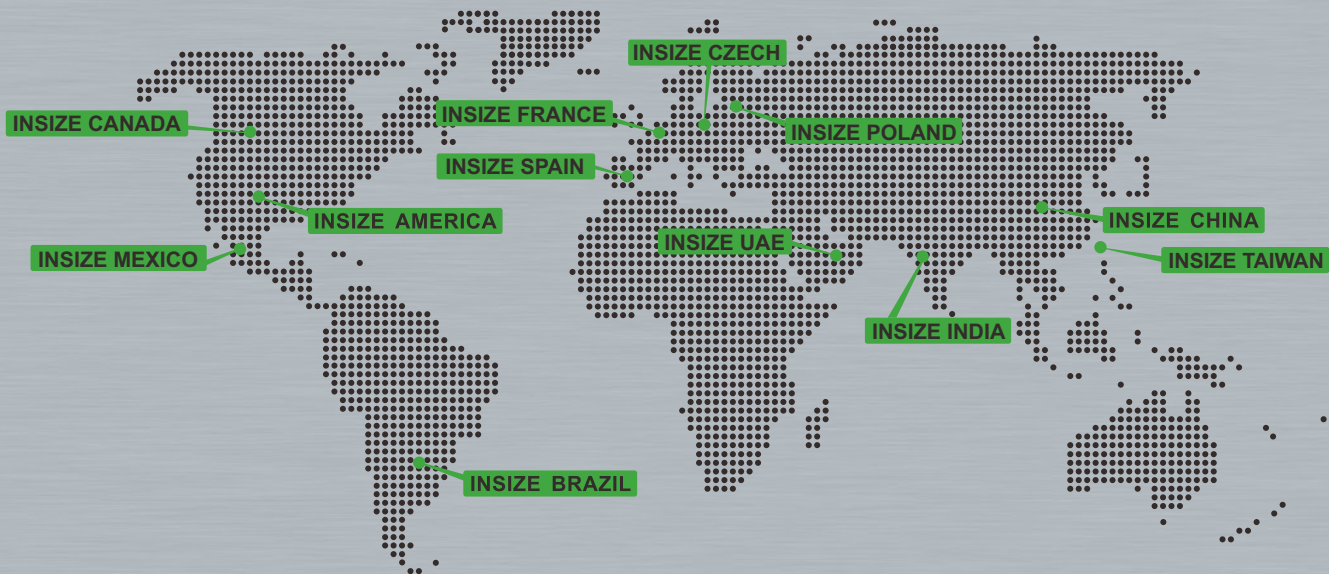 INSIZE CZECH
INSIZE CANADA
INSIZE FRANCE
INSIZE POLAND
INSIZE SPAIN
INSIZE AMERICA
INSIZE CHINA
INSIZE MEXICO
INSIZE UAE
INSIZE TAIWAN
INSIZE INDIA
INSIZE BRAZIL